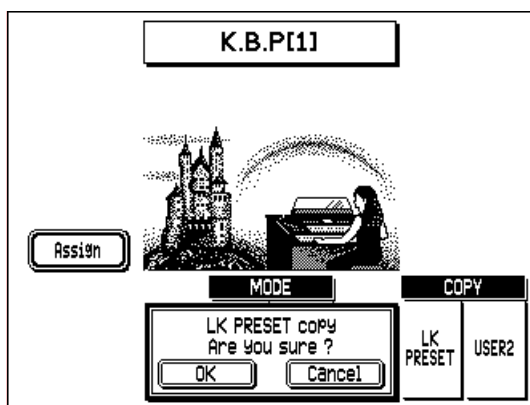 K.B.P[1]
Assign
MODE
COPY
LK PRESET copy
Are you sure ?
OK
Cancel
LK
PRESET
USER2